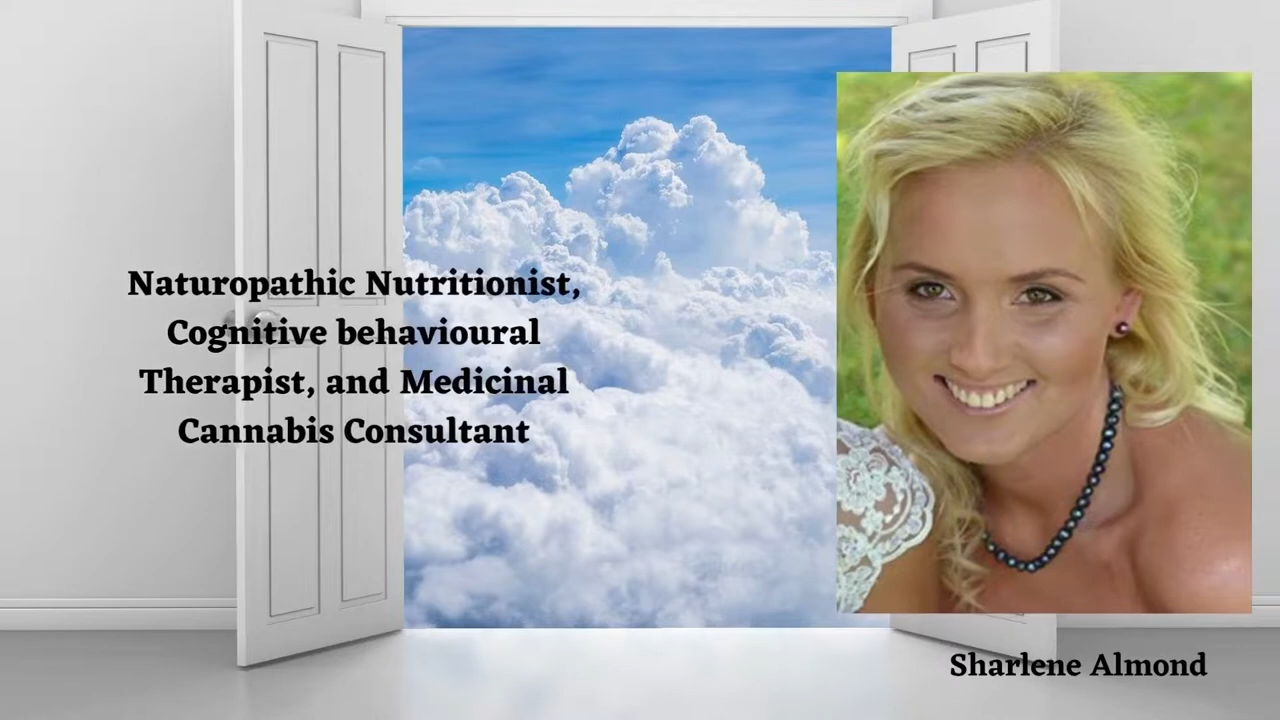 Naturopathic Nutritionist,
Cognitive behavioural
Therapist, and Medicinal
Cannabis Consultant
Sharlene Almond